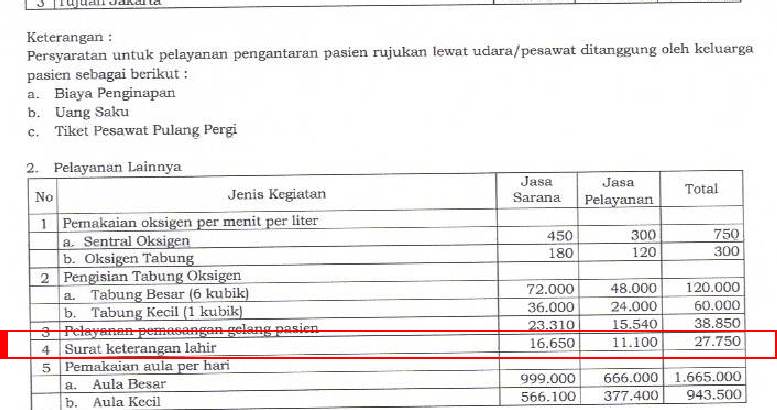 3 Tujuan Jakarta
Keterangan :
Persyaratan untuk pelayanan pengantaran pasien rujukan lewat udara/pesawat ditanggung oleh keluarga
pasien sebagai berikut :
a. Biaya Penginapan
b. Uang Saku
c. Tiket Pesawat Pulang Pergi
2. Pelayanan Lainnya
No Jenis Kegiatan Jasa Sarana Jasa Pelayanan Total
1 Pemakaian oksigen per menit per liter
a. Sentral Oksigen 450 300 750
b. Oksigen Tabung 180 120 300
2 Pengisian Tabung Oksigen
a. Tabung Besar (6 kubik) 72.000 48.000 120.000
b. Tabung Kecil (1 kubik) 36.000 24.000 60.000
3 Pelayanan pemasangan gelang pasien 23.310 15.540 38.850
4 Surat keterangan lahir 16.650 11.100 27.750
5 Pemakaian aula per hari
a. Aula Besar 999.000 666.000 1.665.000
b. Aula Kecil 566.100 377.400 943.500